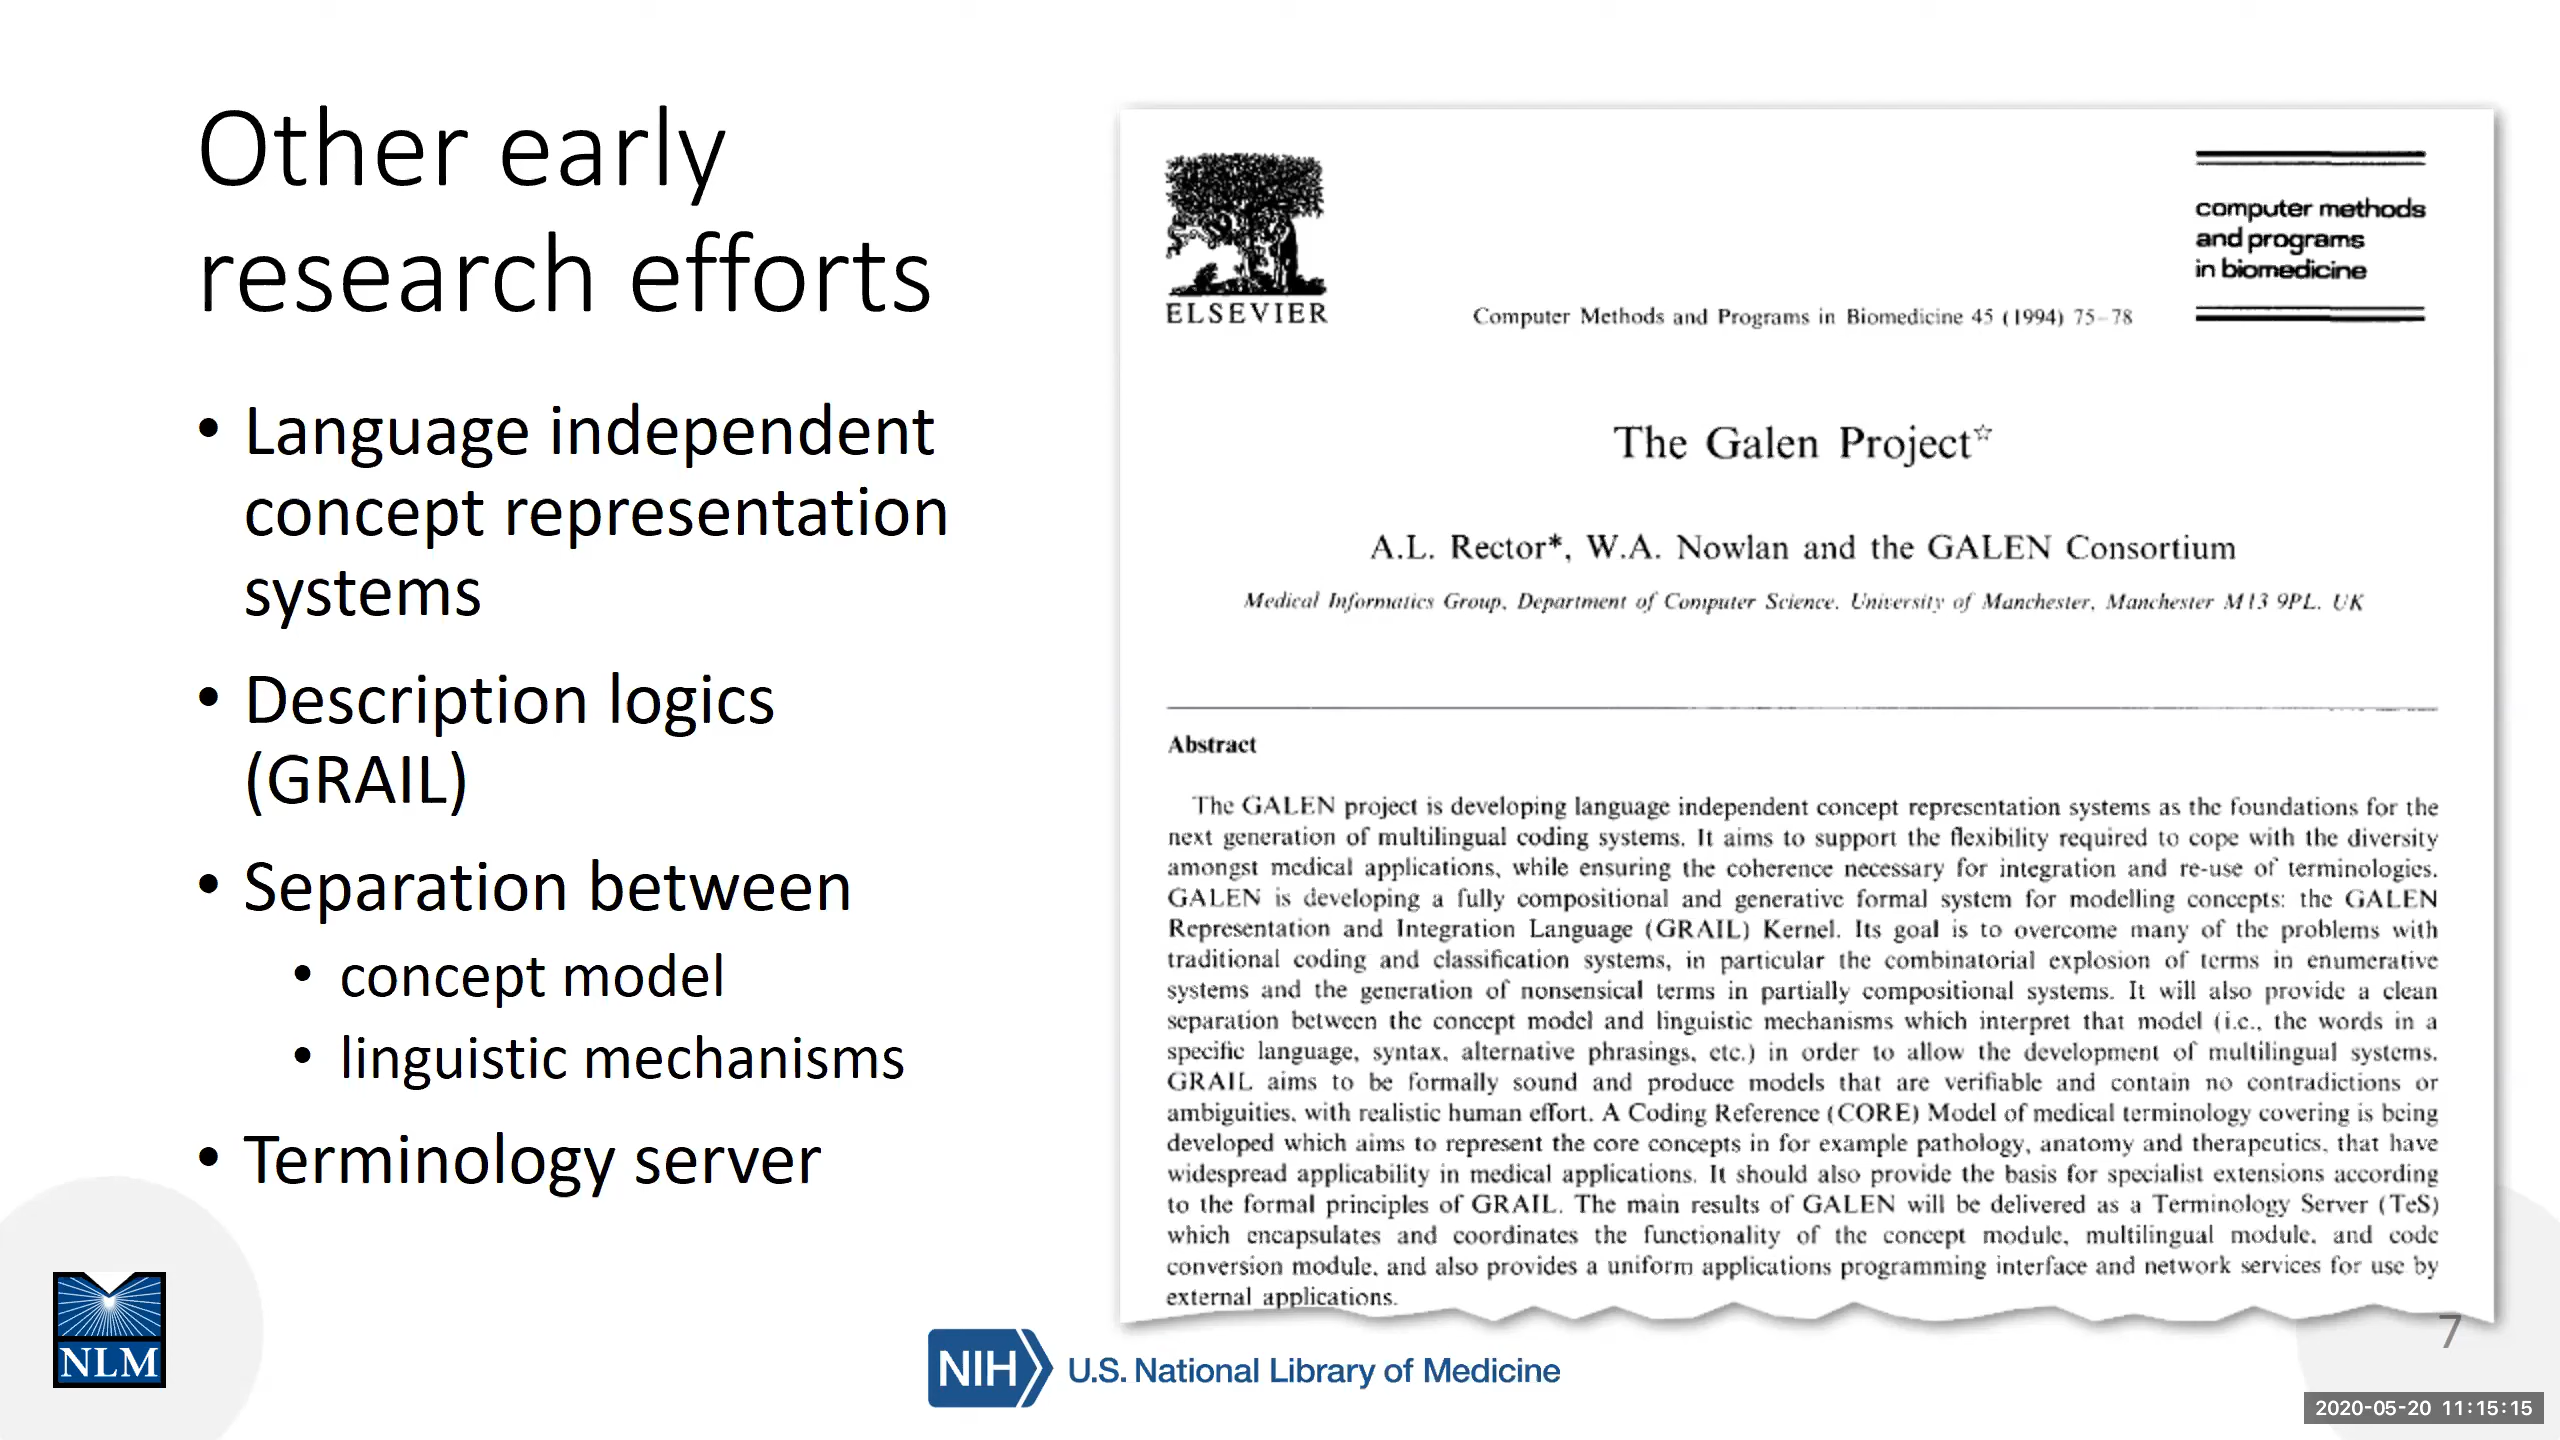 Other early
research efforts
• Language independent
concept representation
systems
• Description logics
(GRAIL)
• Separation between
• concept model
• linguistic mechanisms
• Terminology server
NLM
ELSEVIER
computer methods
and programs
in biomedicine
Computer Methods and Programs in Biomedicine 45 (1994) 75-78
The Galen Project☆
A.L. Rector*, W.A. Nowlan and the GALEN Consortium
Medical Informatics Group, Department of Computer Science, University of Manchester, Manchester M13 9PL, UK
Abstract
The GALEN project is developing language independent concept representation systems as the foundations for the
next generation of multilingual coding systems. It aims to support the flexibility required to cope with the diversity
amongst medical applications, while ensuring the coherence necessary for integration and re-use of terminologies.
GALEN is developing a fully compositional and generative formal system for modelling concepts: the GALEN
Representation and Integration Language (GRAIL) Kernel. Its goal is to overcome many of the problems with
traditional coding and classification systems, in particular the combinatorial explosion of terms in enumerative
systems and the generation of nonsensical terms in partially compositional systems. It will also provide a clean
separation between the concept model and linguistic mechanisms which interpret that model (i.e., the words in a
specific language, syntax, alternative phrasings, etc.) in order to allow the development of multilingual systems.
GRAIL aims to be formally sound and produce models that are verifiable and contain no contradictions or
ambiguities, with realistic human effort. A Coding Reference (CORE) Model of medical terminology covering is being
developed which aims to represent the core concepts in for example pathology, anatomy and therapeutics, that have
widespread applicability in medical applications. It should also provide the basis for specialist extensions according
to the formal principles of GRAIL. The main results of GALEN will be delivered as a Terminology Server (TeS)
which encapsulates and coordinates the functionality of the concept module, multilingual module, and code
conversion module, and also provides a uniform applications programming interface and network services for use by
external applications.
NIH U.S. National Library of Medicine
7
2020-05-20 11:15:15